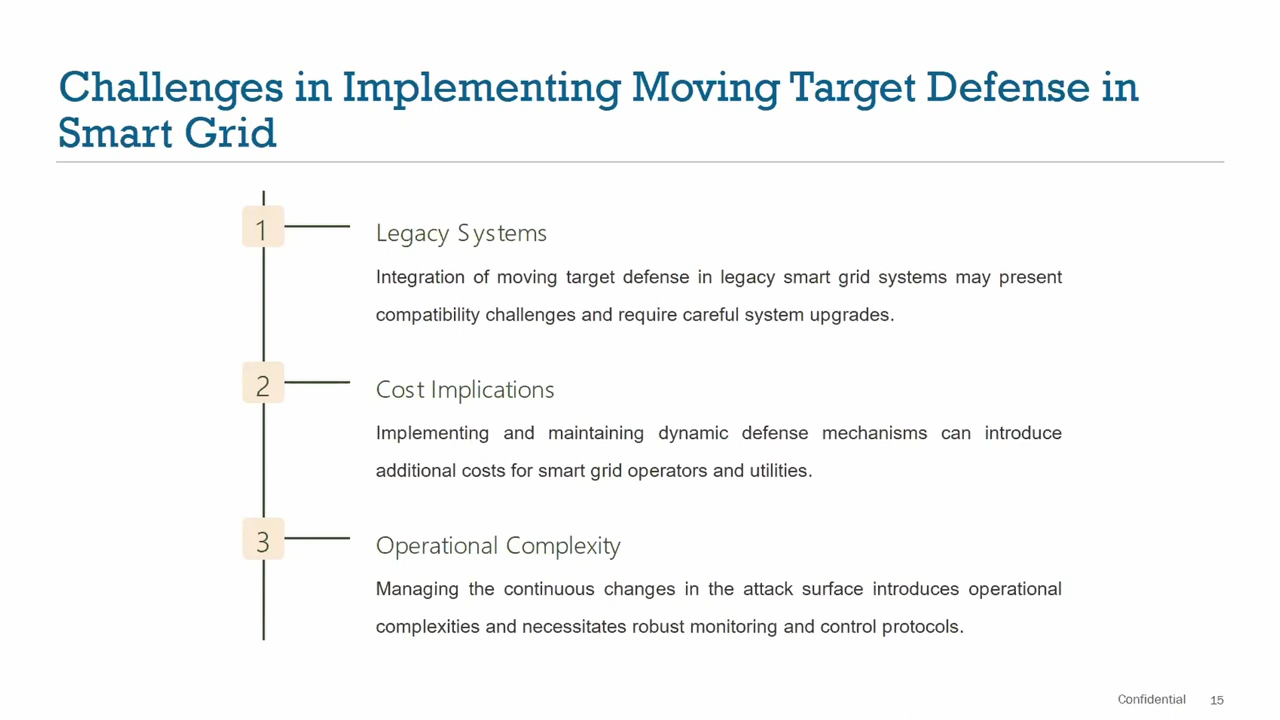 Challenges in Implementing Moving Target Defense in
Smart Grid
1
Legacy Systems
Integration of moving target defense in legacy smart grid systems may present
compatibility challenges and require careful system upgrades.
2
Cost Implications
Implementing and maintaining dynamic defense mechanisms can introduce
additional costs for smart grid operators and utilities.
3
Operational Complexity
Managing the continuous changes in the attack surface introduces operational
complexities and necessitates robust monitoring and control protocols.
Confidential 15